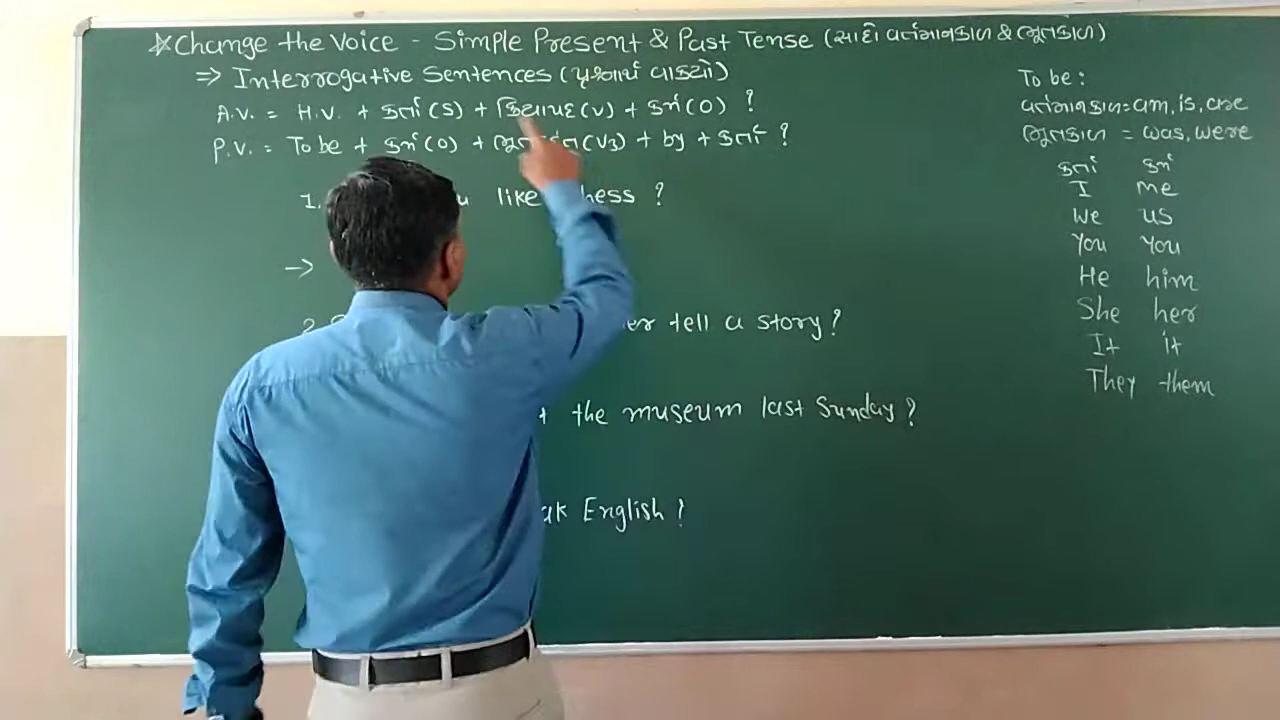 * Change the Voice - Simple Present & Past Tense (સાદો વર્તમાનકાળ & ભૂતકાળ)
⇒ Interrogative Sentences (પ્રશ્નાર્થ વાક્યો)
A.V. = H.V. + કર્તા (S) + ક્રિયાપદ (V) + કર્મ (O) ?
P.V. = To be + કર્મ (O) + (V3) + by + કર્તા ?
1. like chess ?
→
2. tell a story ?
the museum last Sunday ?
English ?
To be :
વર્તમાનકાળ = am, is, are
ભૂતકાળ = was, were
કર્તા કર્મ
I me
We us
You You
He him
She her
It it
They them